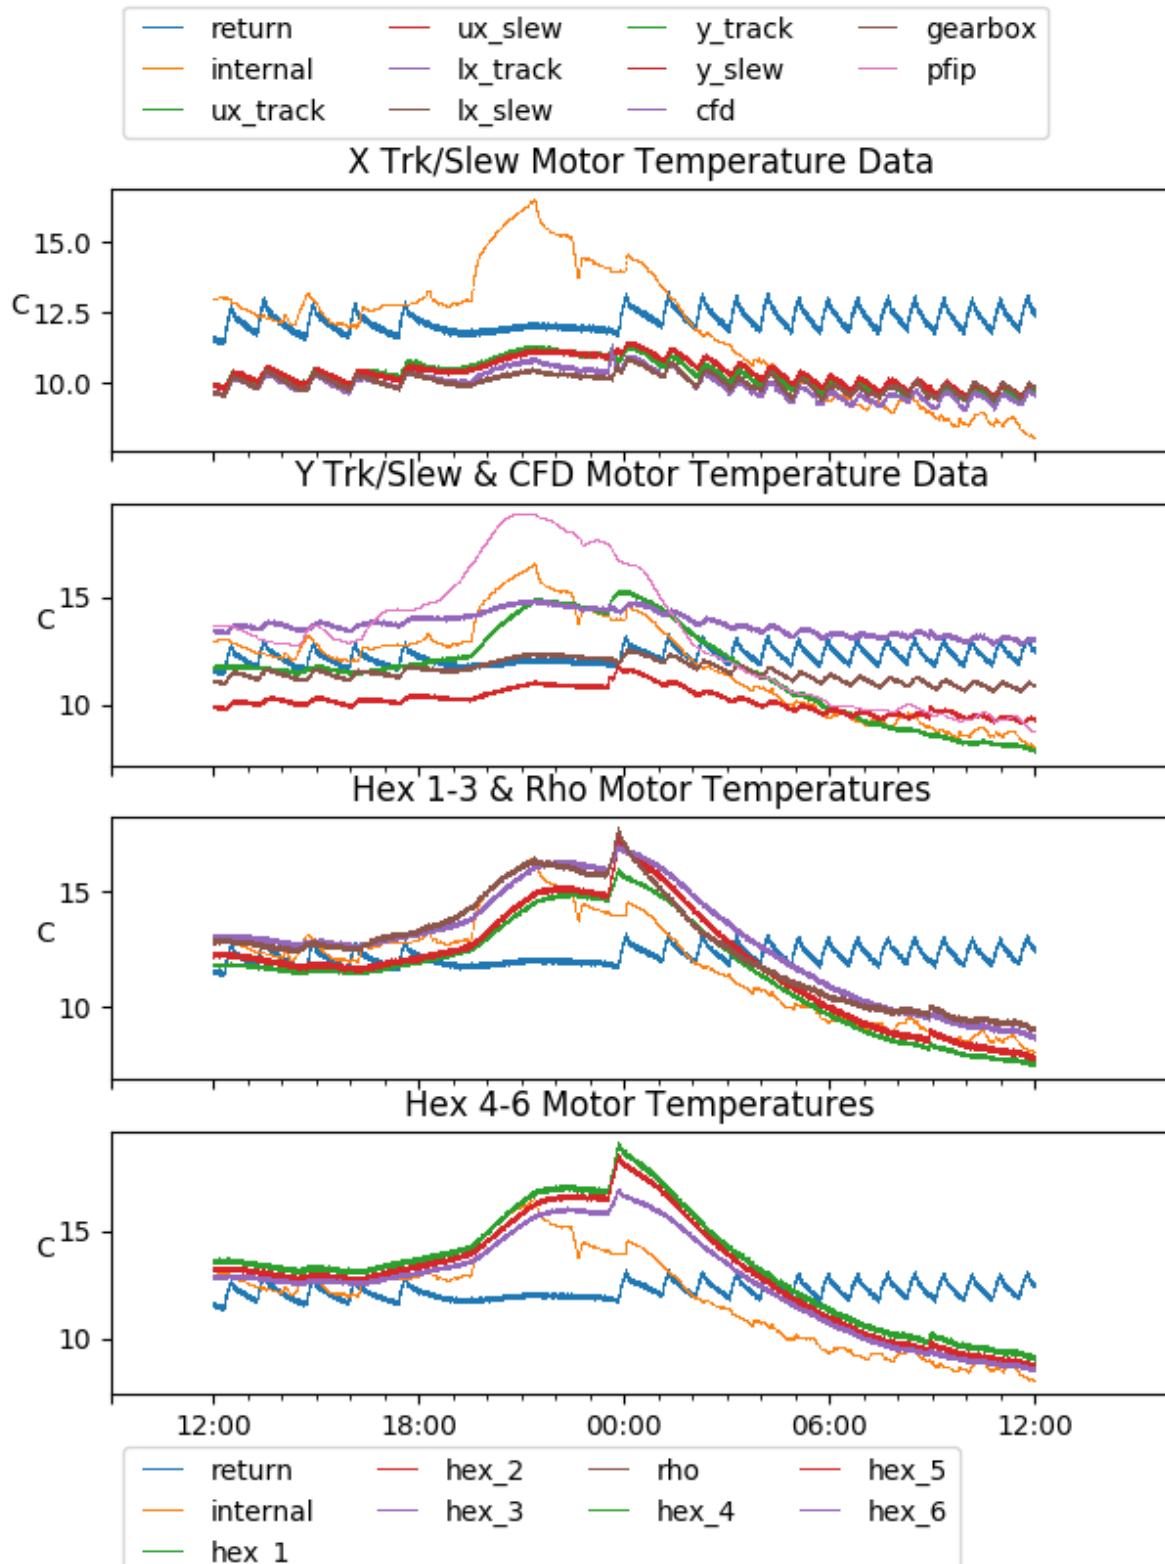 return ux_slew y_track gearbox
internal lx_track y_slew pfip
ux_track lx_slew cfd
X Trk/Slew Motor Temperature Data
15.0
C 12.5
10.0
Y Trk/Slew & CFD Motor Temperature Data
15
C
10
Hex 1-3 & Rho Motor Temperatures
15
C
10
Hex 4-6 Motor Temperatures
15
C
10
12:00 18:00 00:00 06:00 12:00
return hex_2 rho hex_5
internal hex_3 hex_4 hex_6
hex_1